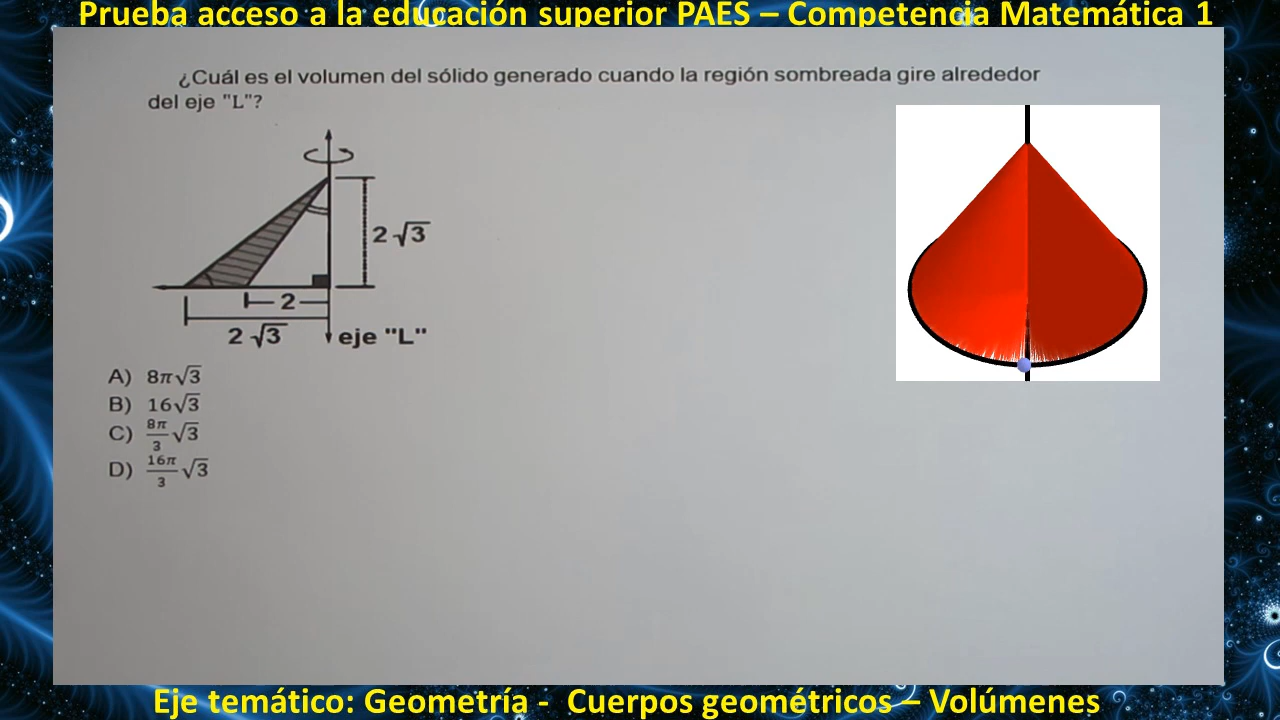 Prueba acceso a la educación superior PAES – Competencia Matemática 1
¿Cuál es el volumen del sólido generado cuando la región sombreada gire alrededor
del eje "L"?
2√3
2
2√3
eje "L"
A) 8π√3
B) 16√3
C) 8π/3 √3
D) 16π/3 √3
Eje temático: Geometría - Cuerpos geométricos – Volúmenes